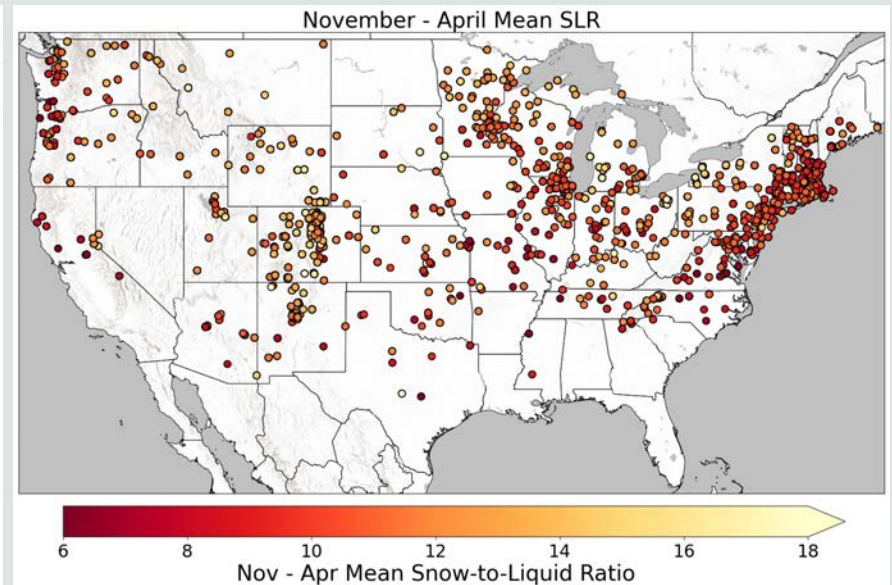 November - April Mean SLR
6 8 10 12 14 16 18
Nov - Apr Mean Snow-to-Liquid Ratio